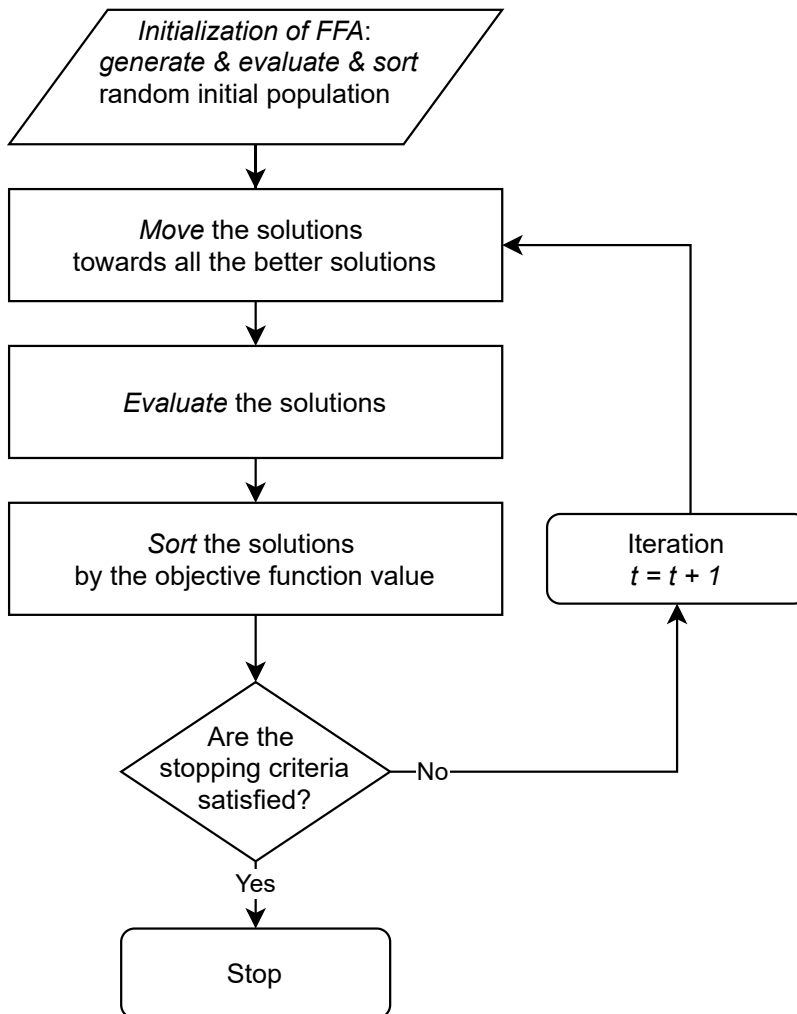 Initialization of FFA:
generate & evaluate & sort
random initial population
Move the solutions
towards all the better solutions
Evaluate the solutions
Sort the solutions
by the objective function value
Iteration
t = t + 1
Are the
stopping criteria
satisfied?
No
Yes
Stop